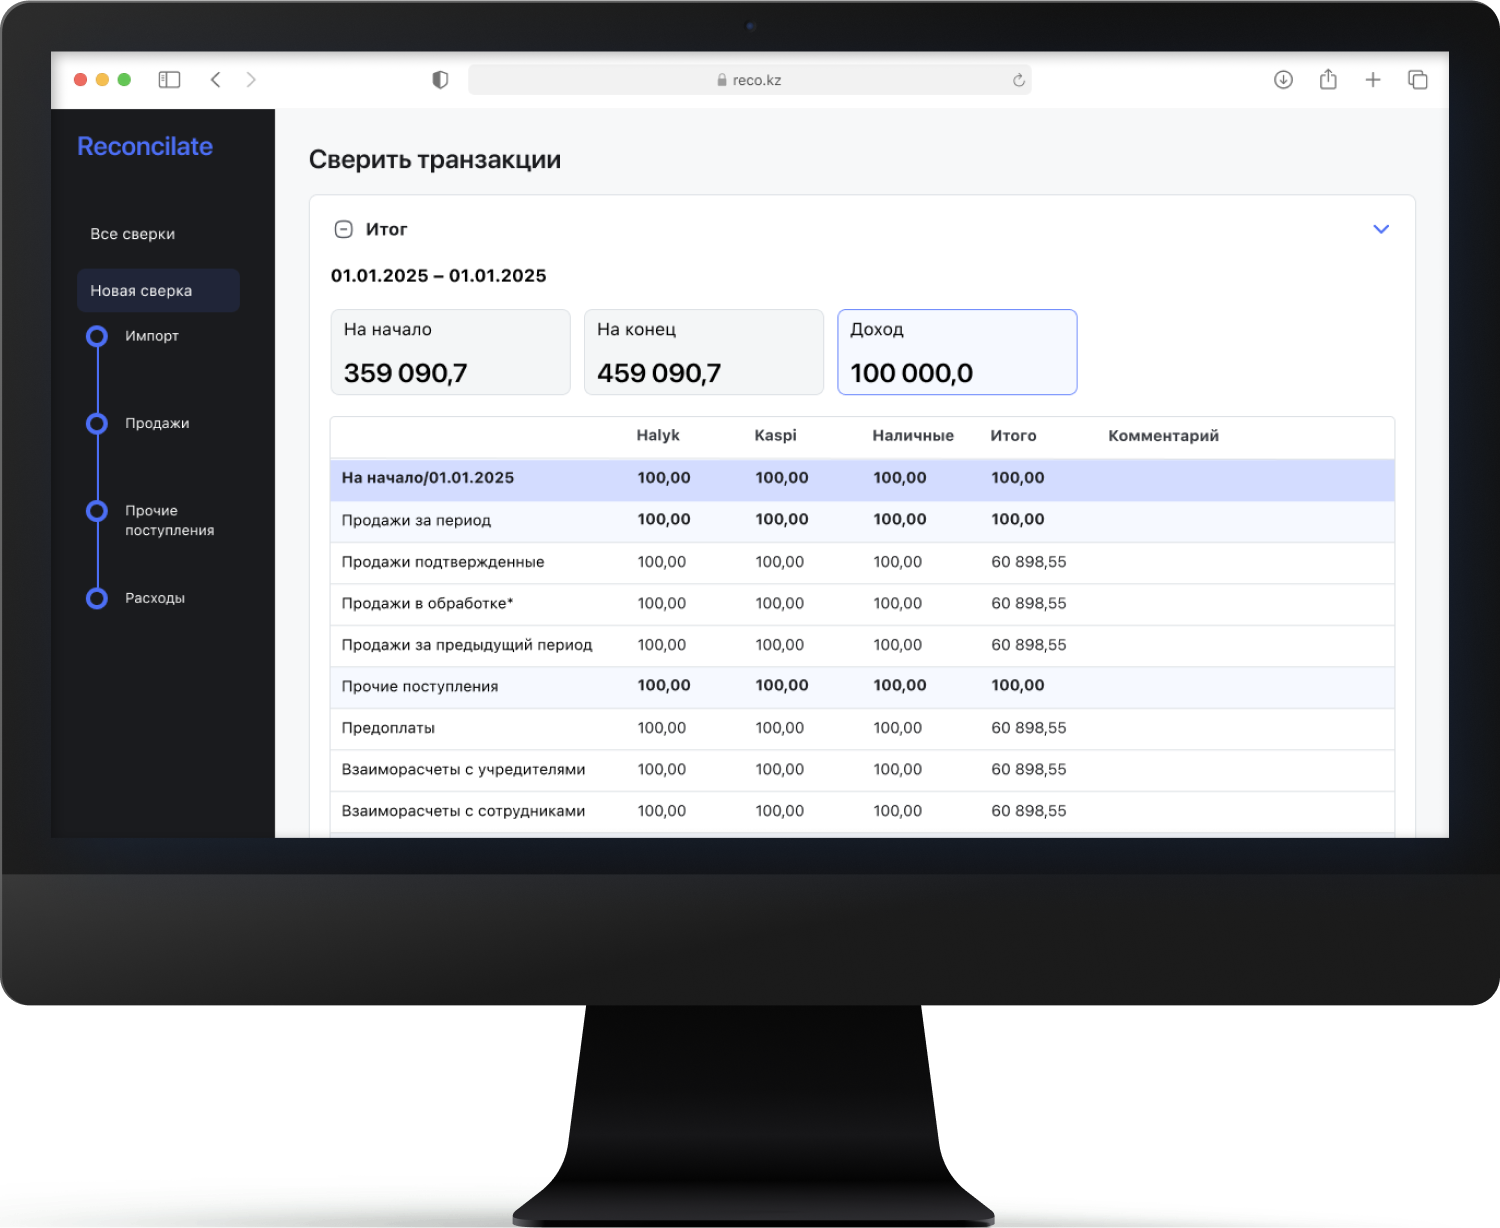 reco.kz
Reconcilate
Все сверки
Новая сверка
Импорт
Продажи
Прочие
поступления
Расходы
Сверить транзакции
Итог
01.01.2025 – 01.01.2025
На начало
359 090,7
На конец
459 090,7
Доход
100 000,0
Halyk Kaspi Наличные Итого Комментарий
На начало/01.01.2025 100,00 100,00 100,00 100,00
Продажи за период 100,00 100,00 100,00 100,00
Продажи подтвержденные 100,00 100,00 100,00 60 898,55
Продажи в обработке* 100,00 100,00 100,00 60 898,55
Продажи за предыдущий период 100,00 100,00 100,00 60 898,55
Прочие поступления 100,00 100,00 100,00 100,00
Предоплаты 100,00 100,00 100,00 60 898,55
Взаиморасчеты с учредителями 100,00 100,00 100,00 60 898,55
Взаиморасчеты с сотрудниками 100,00 100,00 100,00 60 898,55